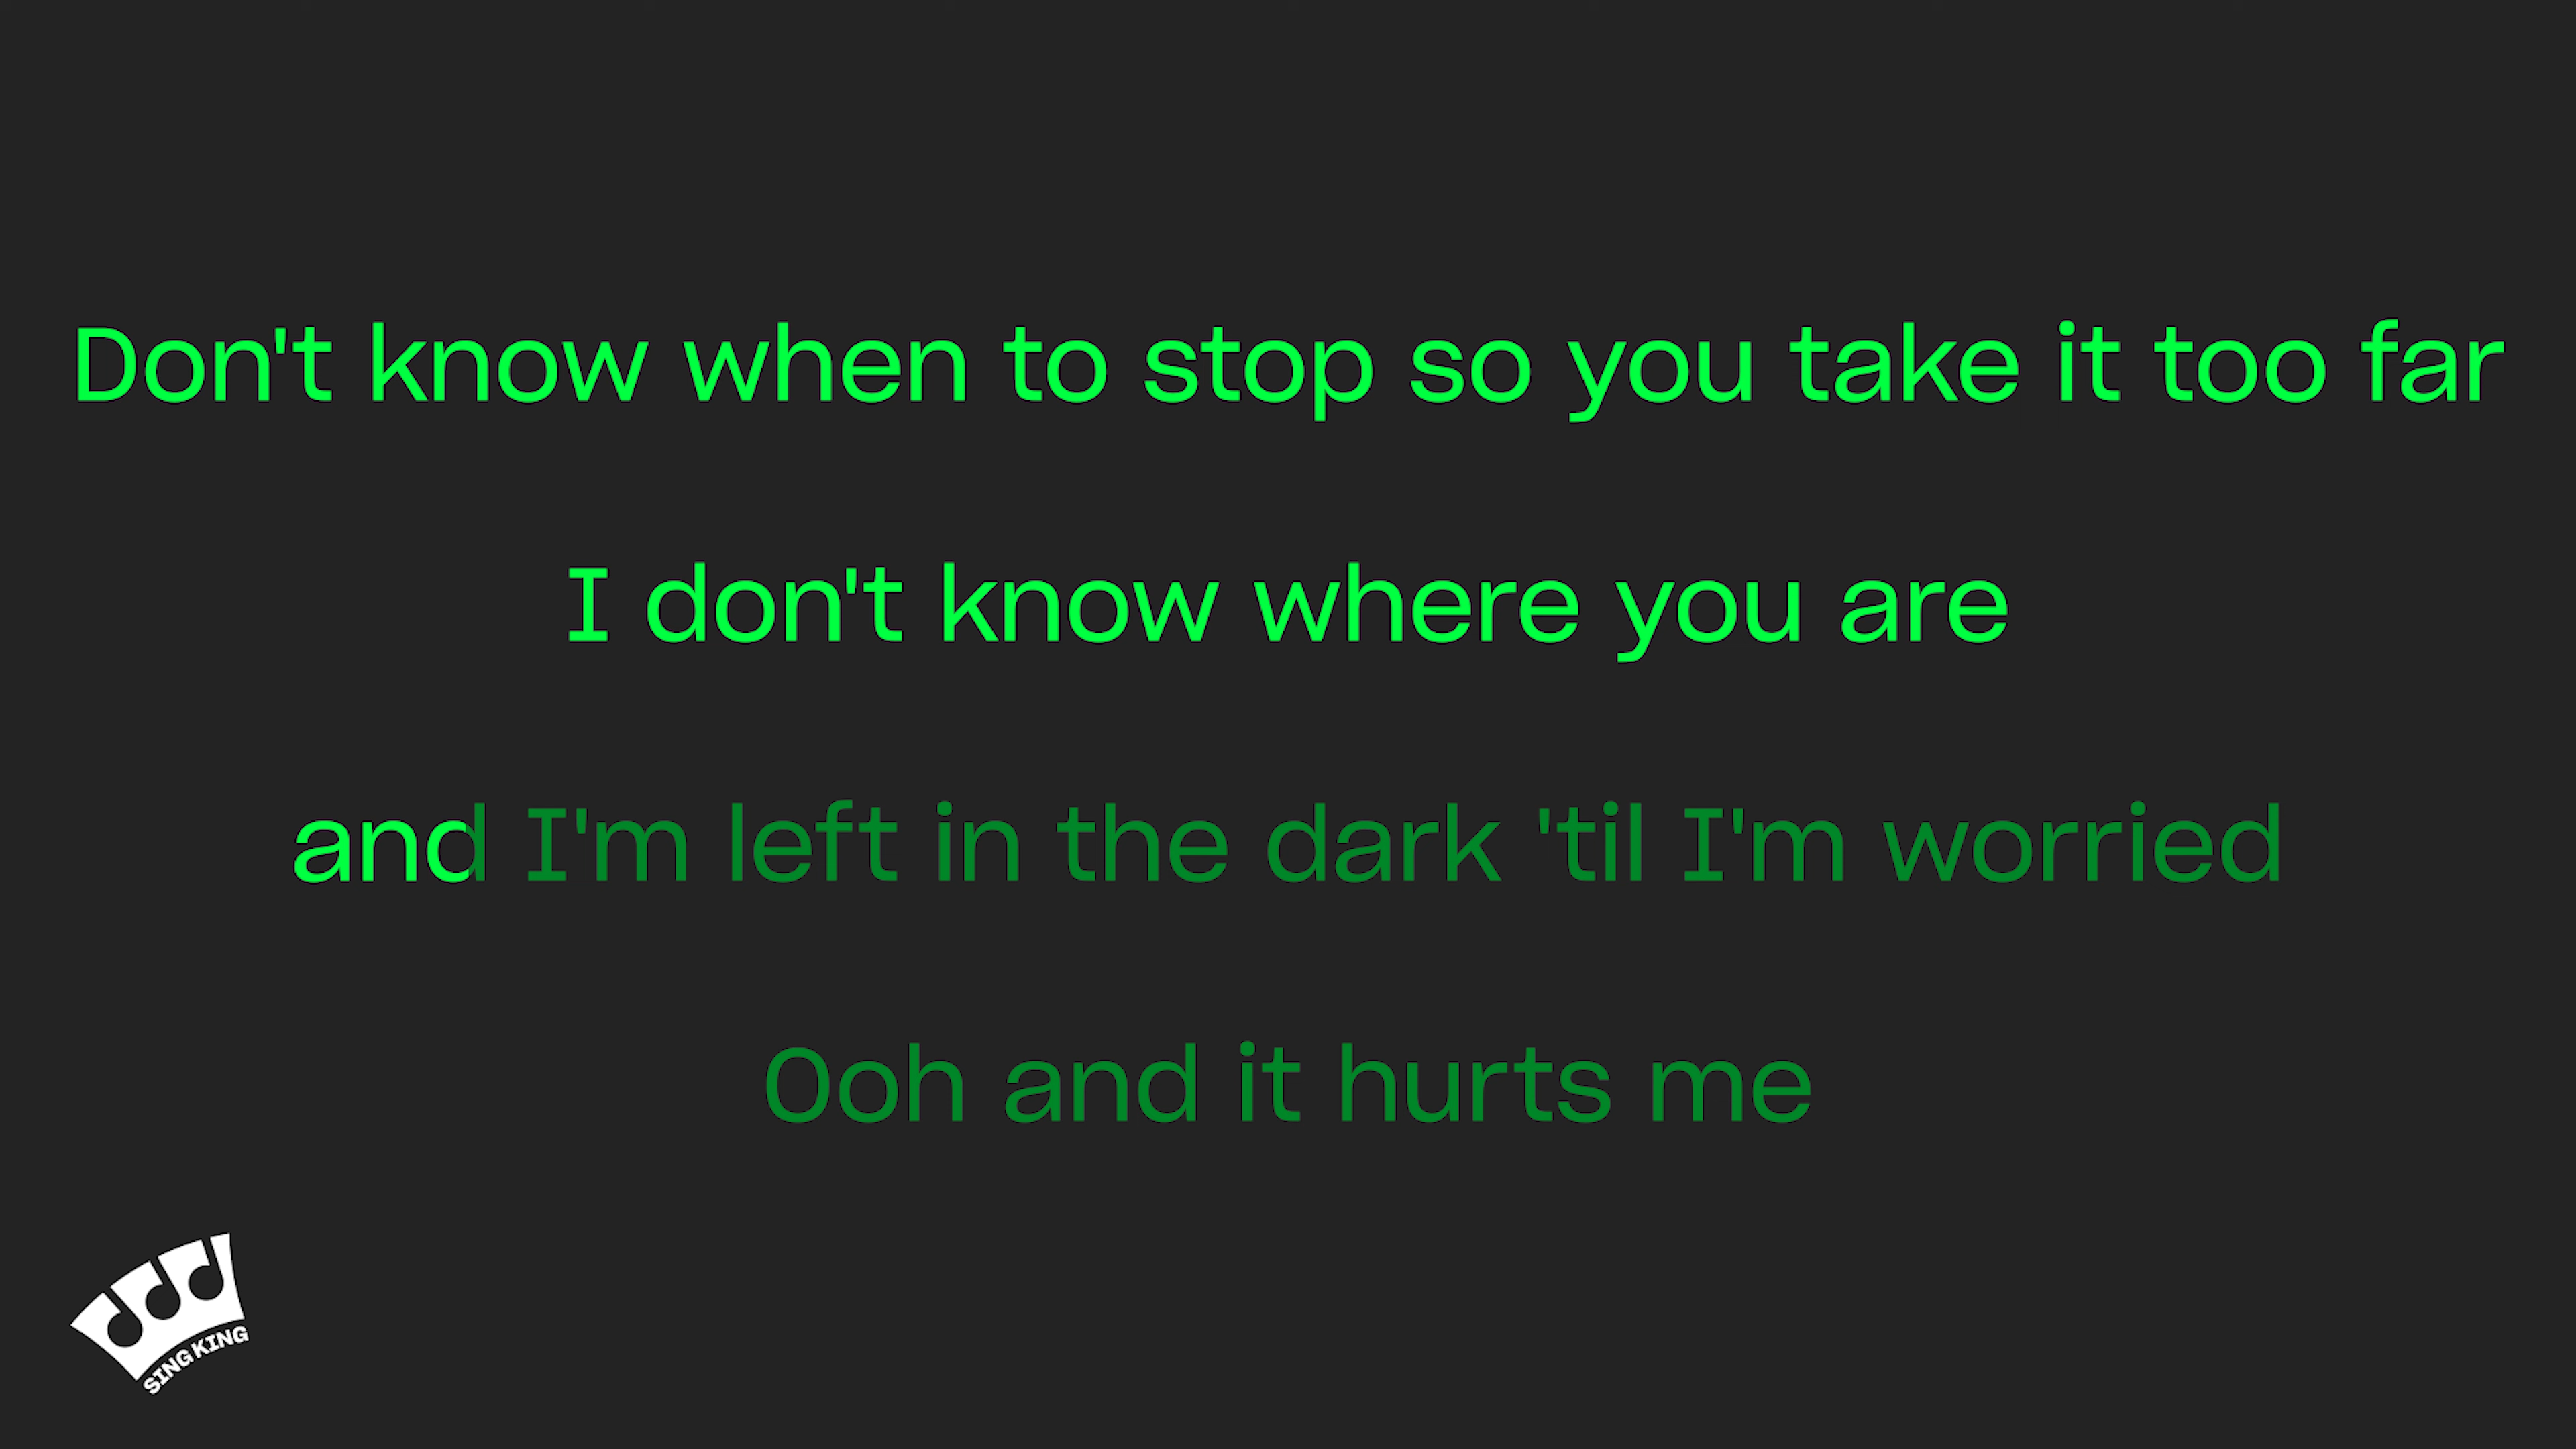 Don't know when to stop so you take it too far
I don't know where you are
and I'm left in the dark 'til I'm worried
Ooh and it hurts me
SING KING